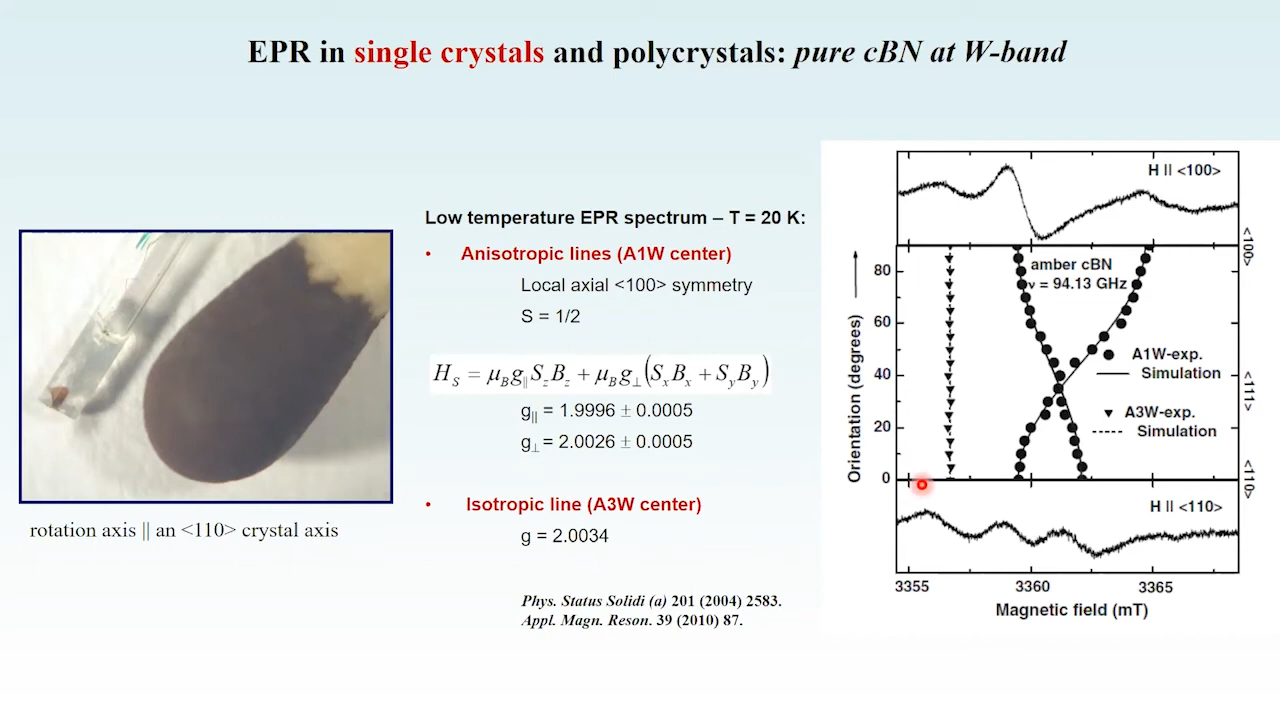 EPR in single crystals and polycrystals: pure cBN at W-band
Low temperature EPR spectrum – T = 20 K:
• Anisotropic lines (A1W center)
Local axial <100> symmetry
S = 1/2
H_S = μ_B g_∥ S_z B_z + μ_B g_⊥ (S_x B_x + S_y B_y)
g_|| = 1.9996 ± 0.0005
g_⊥ = 2.0026 ± 0.0005
• Isotropic line (A3W center)
g = 2.0034
Phys. Status Solidi (a) 201 (2004) 2583.
Appl. Magn. Reson. 39 (2010) 87.
rotation axis || an <110> crystal axis
H || <100>
<100>
amber cBN
ν = 94.13 GHz
A1W-exp.
Simulation
<111>
A3W-exp.
Simulation
<110>
H || <110>
Orientation (degrees)
80
60
40
20
0
3355 3360 3365
Magnetic field (mT)